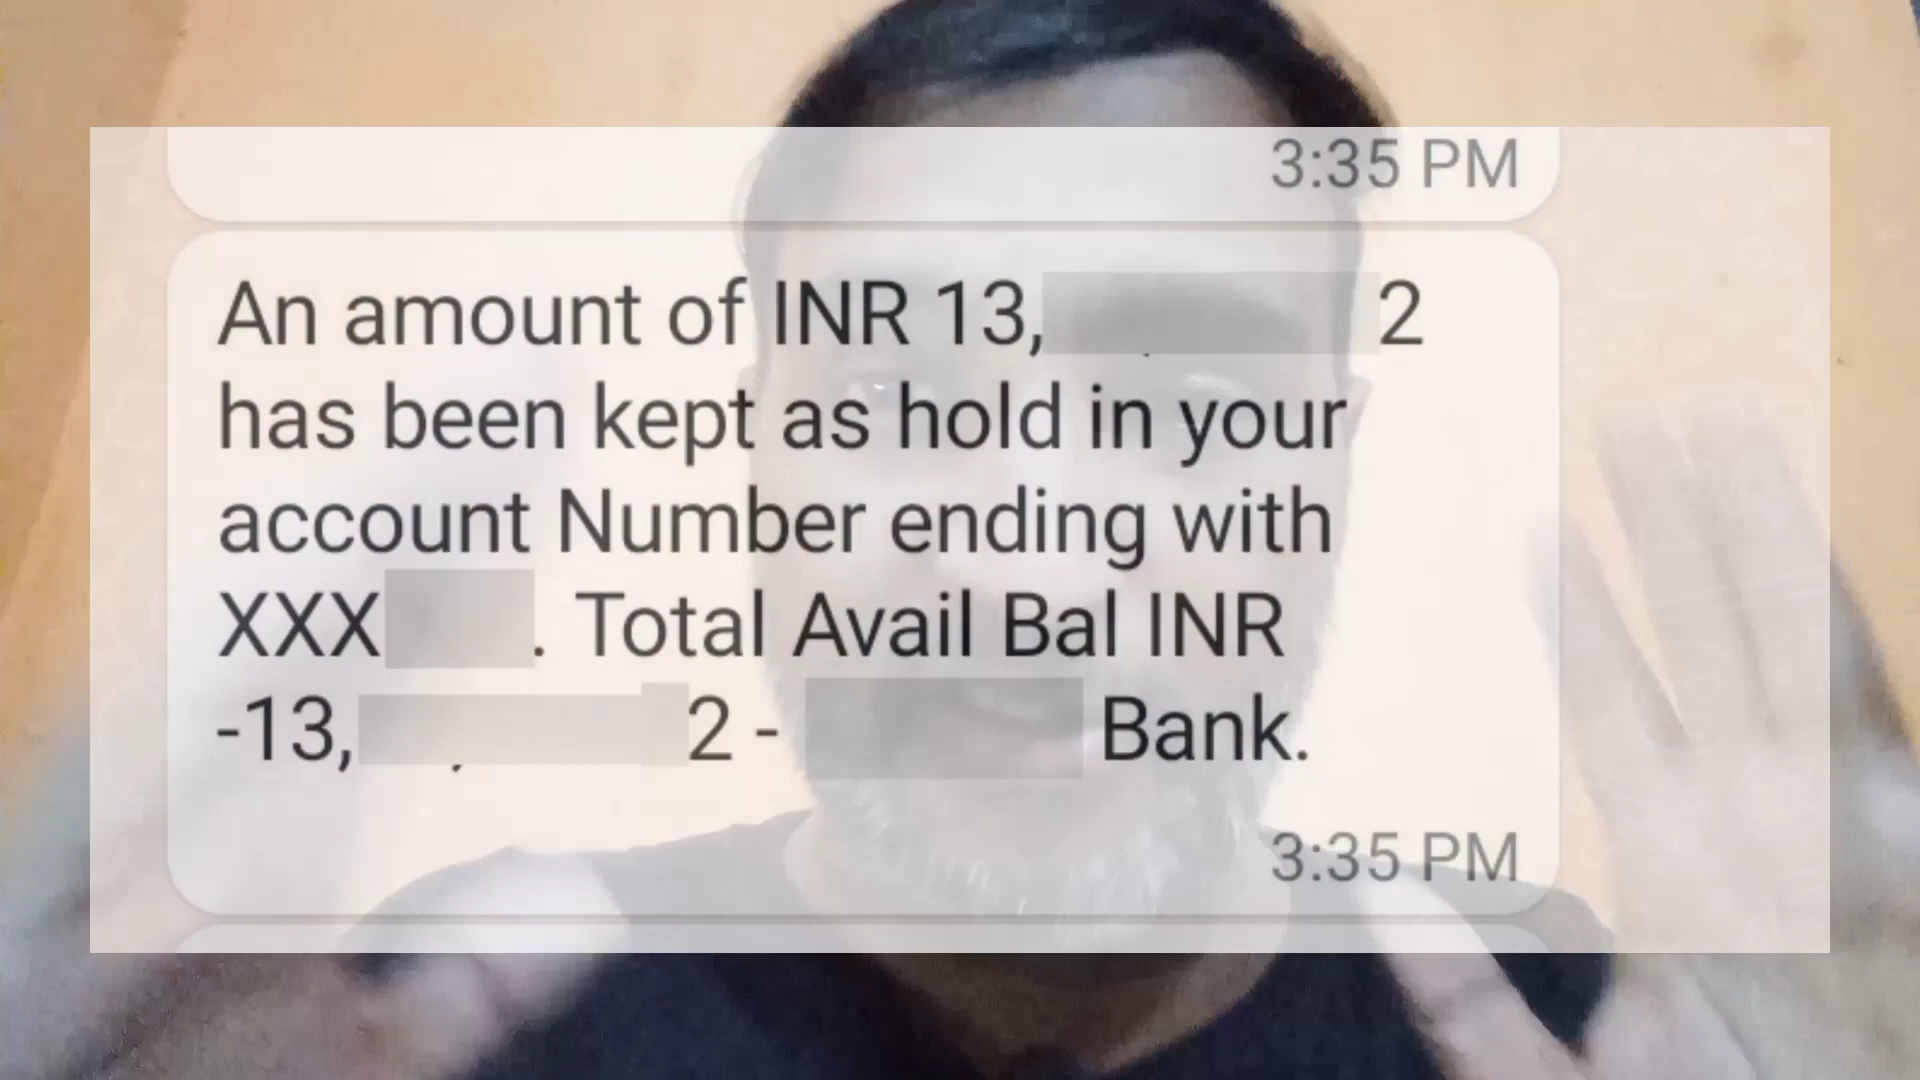 3:35 PM
An amount of INR 13, 2
has been kept as hold in your
account Number ending with
XXX . Total Avail Bal INR
-13, 2 - Bank.
3:35 PM